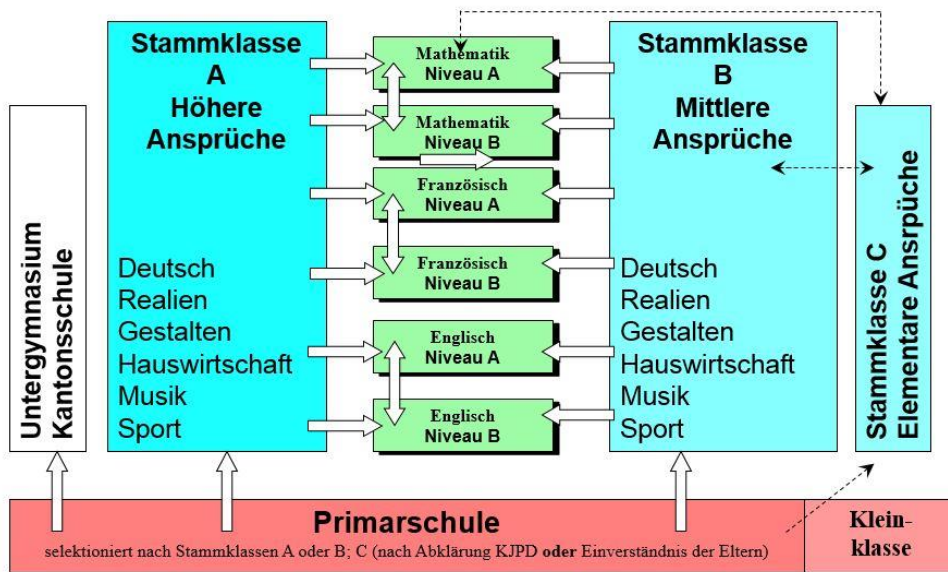 Untergymnasium
Kantonsschule
Stammklasse
A
Höhere
Ansprüche
Deutsch
Realien
Gestalten
Hauswirtschaft
Musik
Sport
Mathematik
Niveau A
Mathematik
Niveau B
Französisch
Niveau A
Französisch
Niveau B
Englisch
Niveau A
Englisch
Niveau B
Stammklasse
B
Mittlere
Ansprüche
Deutsch
Realien
Gestalten
Hauswirtschaft
Musik
Sport
Stammklasse C
Elementare Ansrpüche
Primarschule
selektioniert nach Stammklassen A oder B; C (nach Abklärung KJPD oder Einverständnis der Eltern)
Klein-
klasse